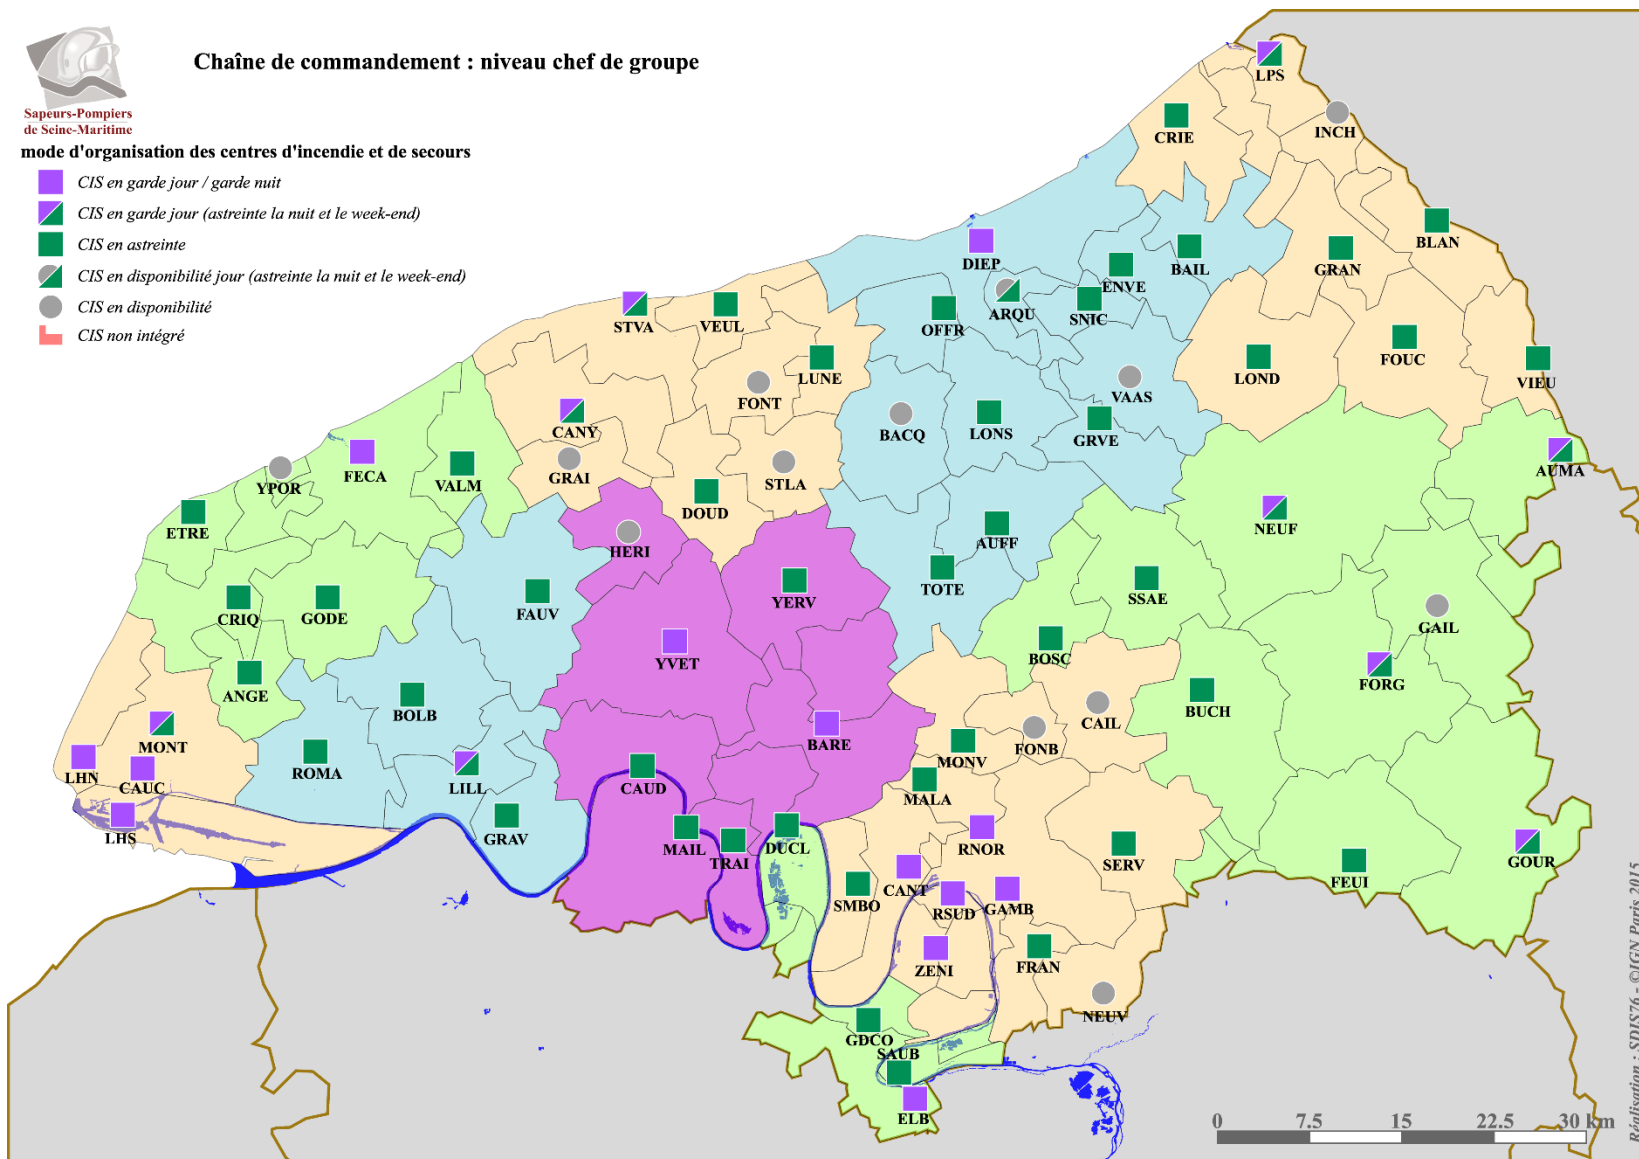 Chaîne de commandement : niveau chef de groupe
Sapeurs-Pompiers
de Seine-Maritime
mode d'organisation des centres d'incendie et de secours
CIS en garde jour / garde nuit
CIS en garde jour (astreinte la nuit et le week-end)
CIS en astreinte
CIS en disponibilité jour (astreinte la nuit et le week-end)
CIS en disponibilité
CIS non intégré
LPS
INCH
CRIE
BLAN
GRAN
DIEP
BAIL
ENVE
ARQU
SNIC
OFFR
STVA
VEUL
LUNE
FOUC
LOND
VIEU
FONT
VAAS
CANY
BACQ
LONS
GRVE
AUMA
FECA
YPOR
VALM
GRAI
STLA
DOUD
NEUF
ETRE
HERI
AUFF
TOTE
YERV
SSAE
FAUV
CRIQ
GODE
GAIL
YVET
BOSC
FORG
ANGE
BOLB
BUCH
CAIL
MONT
BARE
FONB
MONV
LHN
CAUC
ROMA
LILL
CAUD
MALA
LHS
GRAV
MAIL
TRAI
DUCL
RNOR
SERV
GOUR
FEUI
CANT
SMBO
RSUD
GAMB
ZENI
FRAN
NEUV
GDCO
SAUB
ELB
0 7.5 15 22.5 30 km
Réalisation : SDIS76 - ©IGN Paris 2015